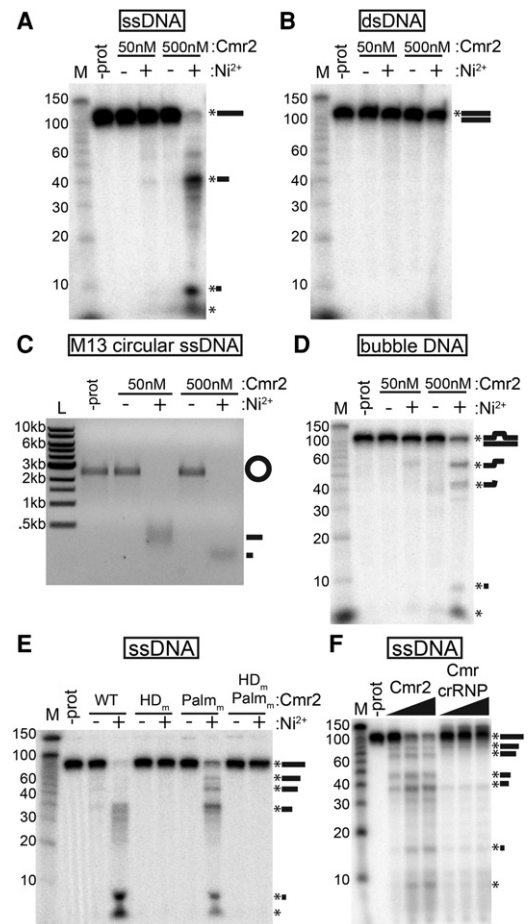 A ssDNA
50nM 500nM :Cmr2
M -prot - + - + :Ni2+
150
100
60
40
30
20
10
*
*
*
*
B dsDNA
50nM 500nM :Cmr2
M -prot - + - + :Ni2+
150
100
60
40
30
20
10
*
C M13 circular ssDNA
50nM 500nM :Cmr2
L -prot - + - + :Ni2+
10kb
6kb
3kb
2kb
1kb
.5kb
D bubble DNA
50nM 500nM :Cmr2
M -prot - + - + :Ni2+
150
100
60
40
30
20
10
*
*
*
*
*
E ssDNA
M -prot WT HDm Palmm HDm Palmm :Cmr2
- + - + - + - + :Ni2+
150
100
60
40
30
20
10
*
*
*
*
*
*
F ssDNA
M -prot Cmr2 Cmr crRNP
150
100
80
60
50
40
30
20
10
*
*
*
*
*
*
*